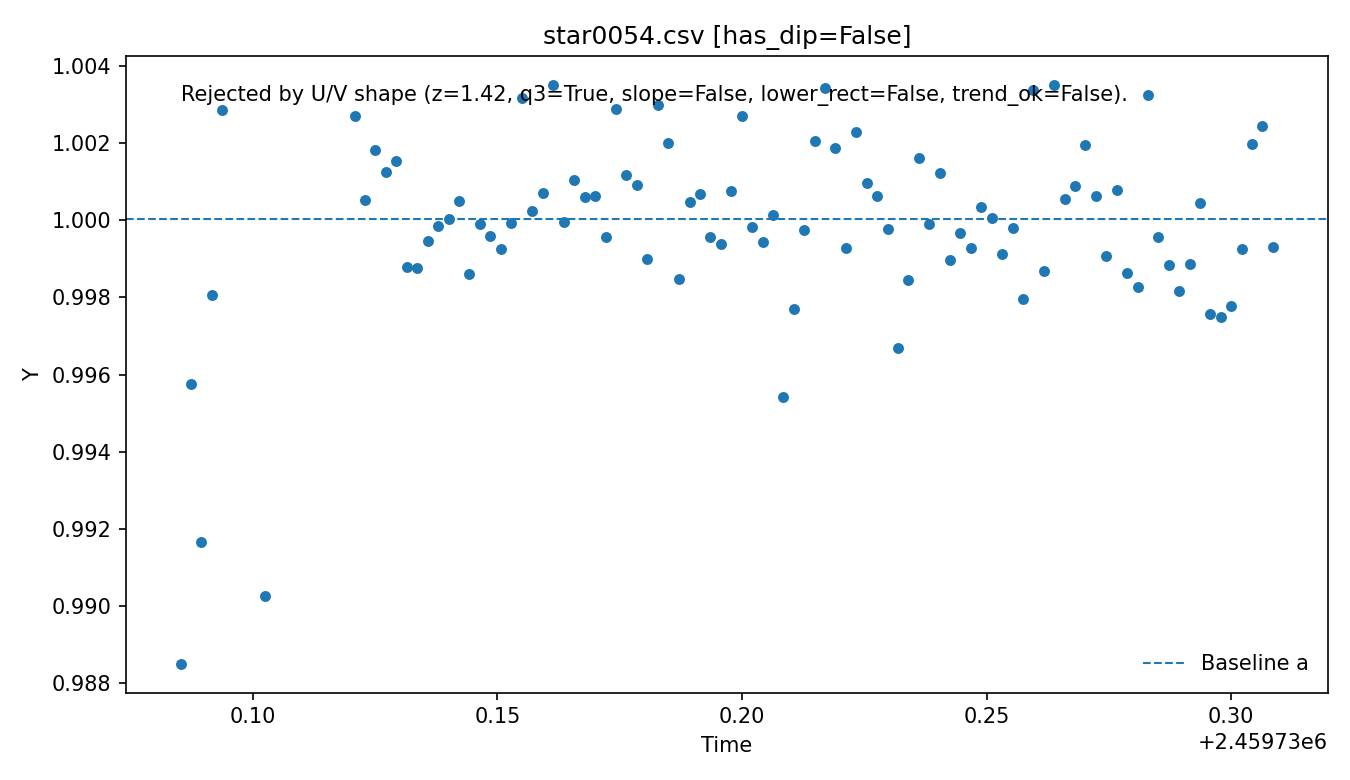 star0054.csv [has_dip=False]
Rejected by U/V shape (z=1.42, q3=True, slope=False, lower_rect=False, trend_ok=False).
1.004
1.002
1.000
0.998
0.996
0.994
0.992
0.990
0.988
Y
Baseline a
0.10
0.15
0.20
0.25
0.30
Time
+2.45973e6